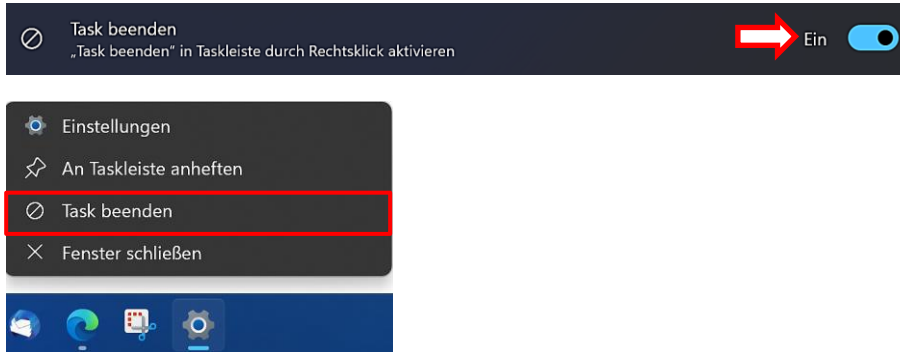 Task beenden
„Task beenden“ in Taskleiste durch Rechtsklick aktivieren
Ein
Einstellungen
An Taskleiste anheften
Task beenden
Fenster schließen